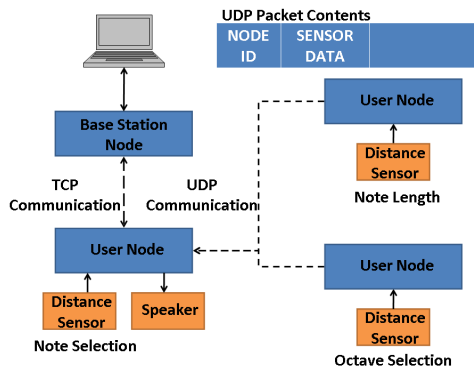 UDP Packet Contents
NODE ID
SENSOR DATA
User Node
Distance
Sensor
Note Length
Base Station
Node
TCP
Communication
UDP
Communication
User Node
Distance
Sensor
Speaker
Note Selection
User Node
Distance
Sensor
Octave Selection